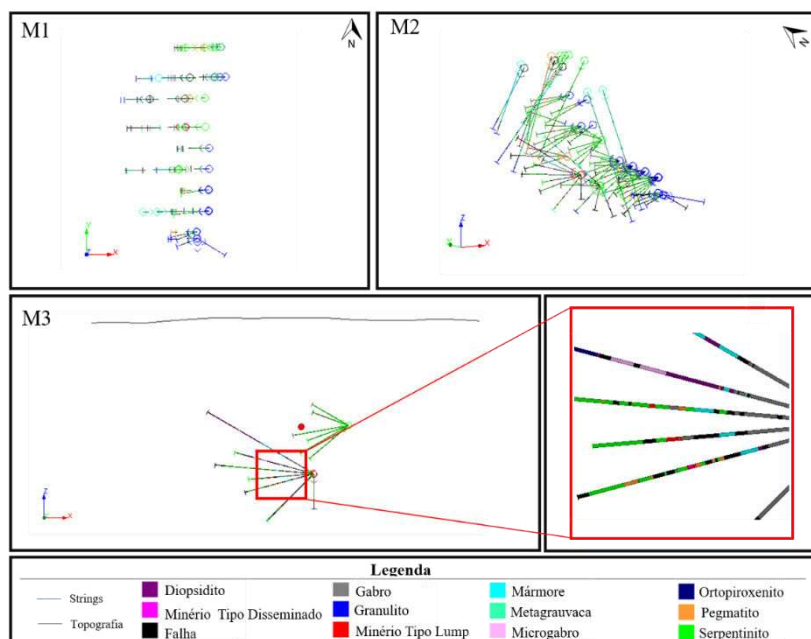 M1
N
Y
Z
X
M2
N
Z
Y
X
M3
Z
Y
X
Legenda
Strings
Topografia
Diopsidito
Minério Tipo Disseminado
Falha
Gabro
Granulito
Minério Tipo Lump
Mármore
Metagrauvaca
Microgabro
Ortopiroxenito
Pegmatito
Serpentinito